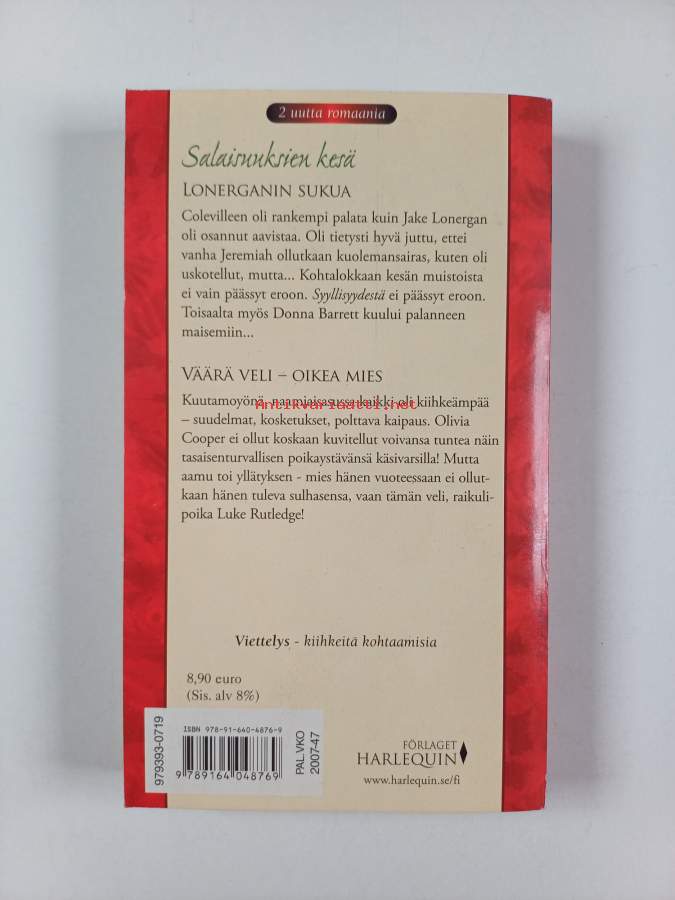 2 uutta romaania
Salaisuuksien kesä
LONERGANIN SUKUA
Colevilleen oli rankempi palata kuin Jake Lonergan
oli osannut aavistaa. Oli tietysti hyvä juttu, ettei
vanha Jeremiah ollutkaan kuolemansairas, kuten oli
uskotellut, mutta... Kohtalokkaan kesän muistoista
ei vain päässyt eroon. Syyllisyydestä ei päässyt eroon.
Toisaalta myös Donna Barrett kuului palanneen
maisemiin...
VÄÄRÄ VELI – OIKEA MIES
Kuutamoyönä, naamiaisasussa kaikki oli kiihkeämpää
Antikvariaatti.net
– suudelmat, kosketukset, polttava kaipaus. Olivia
Cooper ei ollut koskaan kuvitellut voivansa tuntea näin
tasaisenturvallisen poikaystävänsä käsivarsilla! Mutta
aamu toi yllätyksen - mies hänen vuoteessaan ei ollut-
kaan hänen tuleva sulhasensa, vaan tämän veli, raikuli-
poika Luke Rutledge!
Viettelys - kiihkeitä kohtaamisia
8,90 euro
(Sis. alv 8%)
979393-0719
ISBN 978-91-640-4876-9
9 789164 048769
PAL.VKO
2007-47
FÖRLAGET
HARLEQUIN
www.harlequin.se/fi